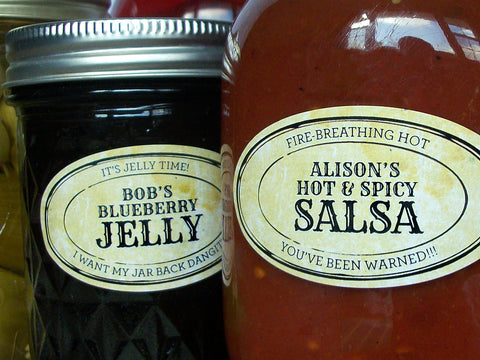 IT'S JELLY TIME!
BOB'S
BLUEBERRY
JELLY
I WANT MY JAR BACK DANGIT
FIRE-BREATHING HOT
ALISON'S
HOT & SPICY
SALSA
YOU'VE BEEN WARNED!!!